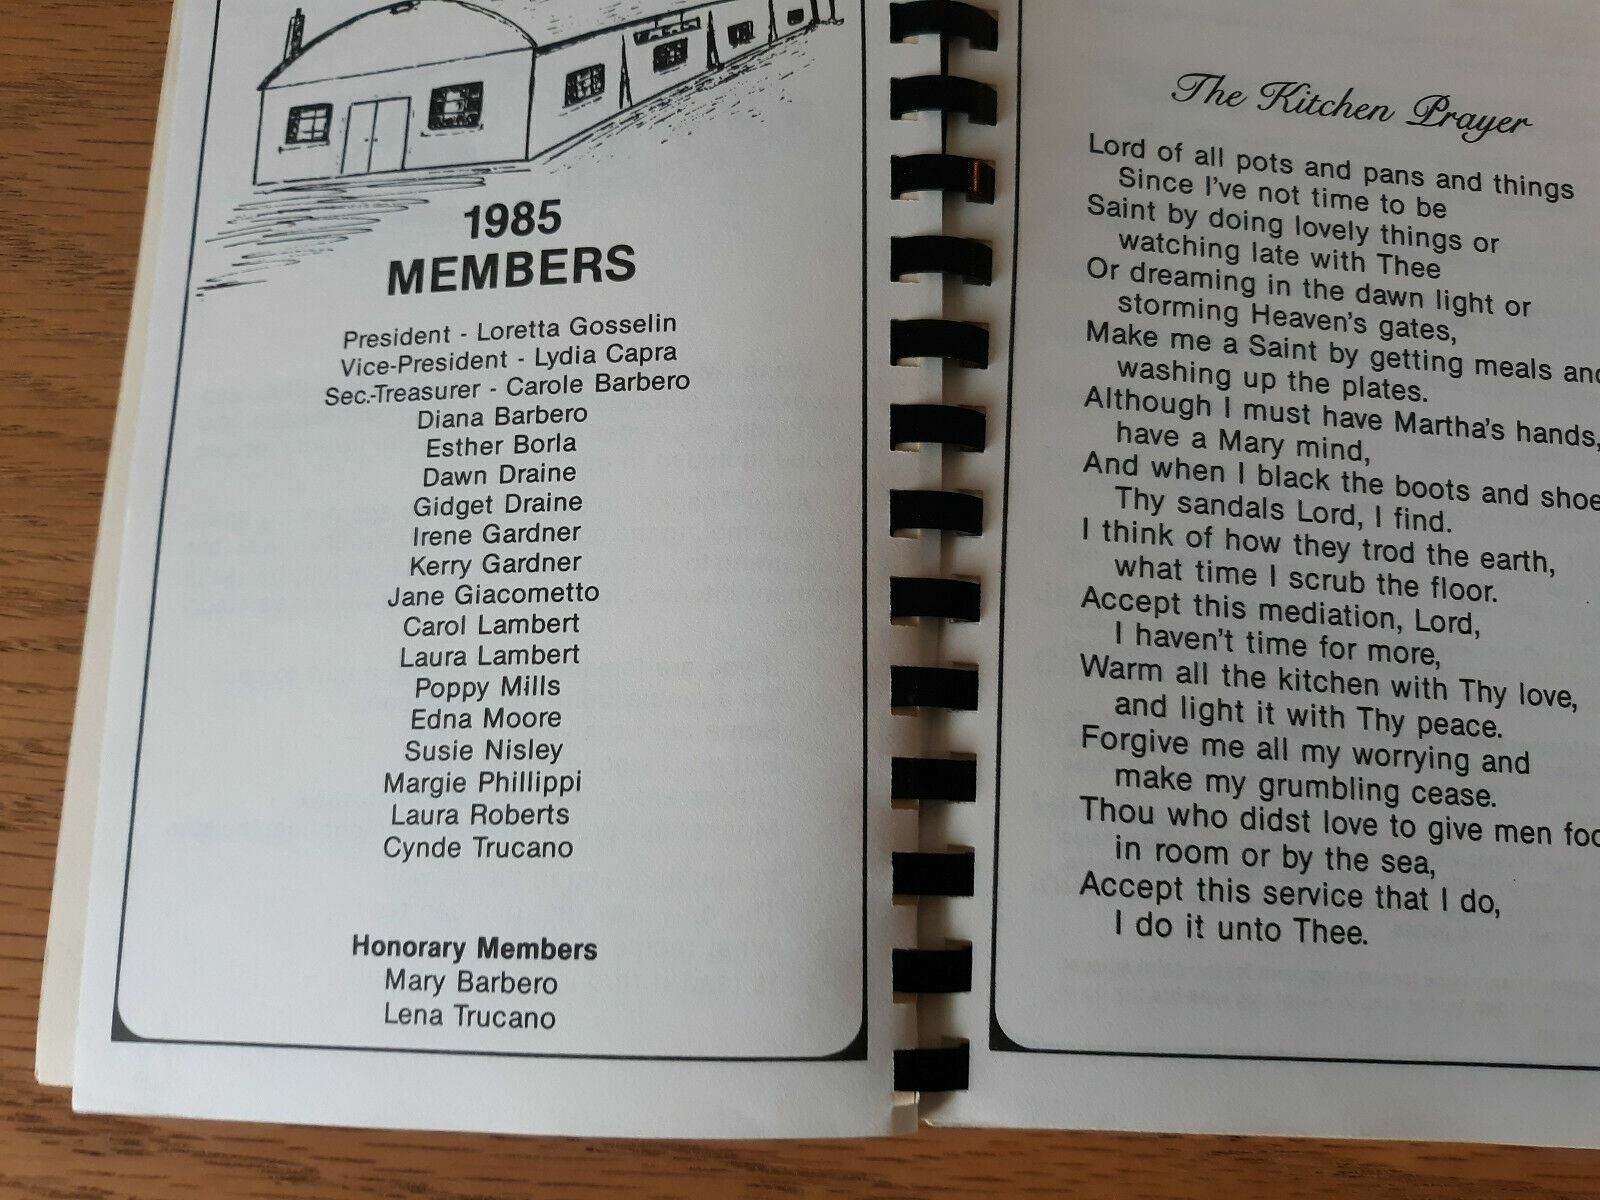 1985
MEMBERS
President - Loretta Gosselin
Vice-President - Lydia Capra
Sec.-Treasurer - Carole Barbero
Diana Barbero
Esther Borla
Dawn Draine
Gidget Draine
Irene Gardner
Kerry Gardner
Jane Giacometto
Carol Lambert
Laura Lambert
Poppy Mills
Edna Moore
Susie Nisley
Margie Phillippi
Laura Roberts
Cynde Trucano
Honorary Members
Mary Barbero
Lena Trucano
The Kitchen Prayer
Lord of all pots and pans and things
Since I've not time to be
Saint by doing lovely things or
watching late with Thee
Or dreaming in the dawn light or
storming Heaven's gates,
Make me a Saint by getting meals and
washing up the plates.
Although I must have Martha's hands,
have a Mary mind,
And when I black the boots and shoe
Thy sandals Lord, I find.
I think of how they trod the earth,
what time I scrub the floor.
Accept this mediation, Lord,
I haven't time for more,
Warm all the kitchen with Thy love,
and light it with Thy peace.
Forgive me all my worrying and
make my grumbling cease.
Thou who didst love to give men foo
in room or by the sea,
Accept this service that I do,
I do it unto Thee.